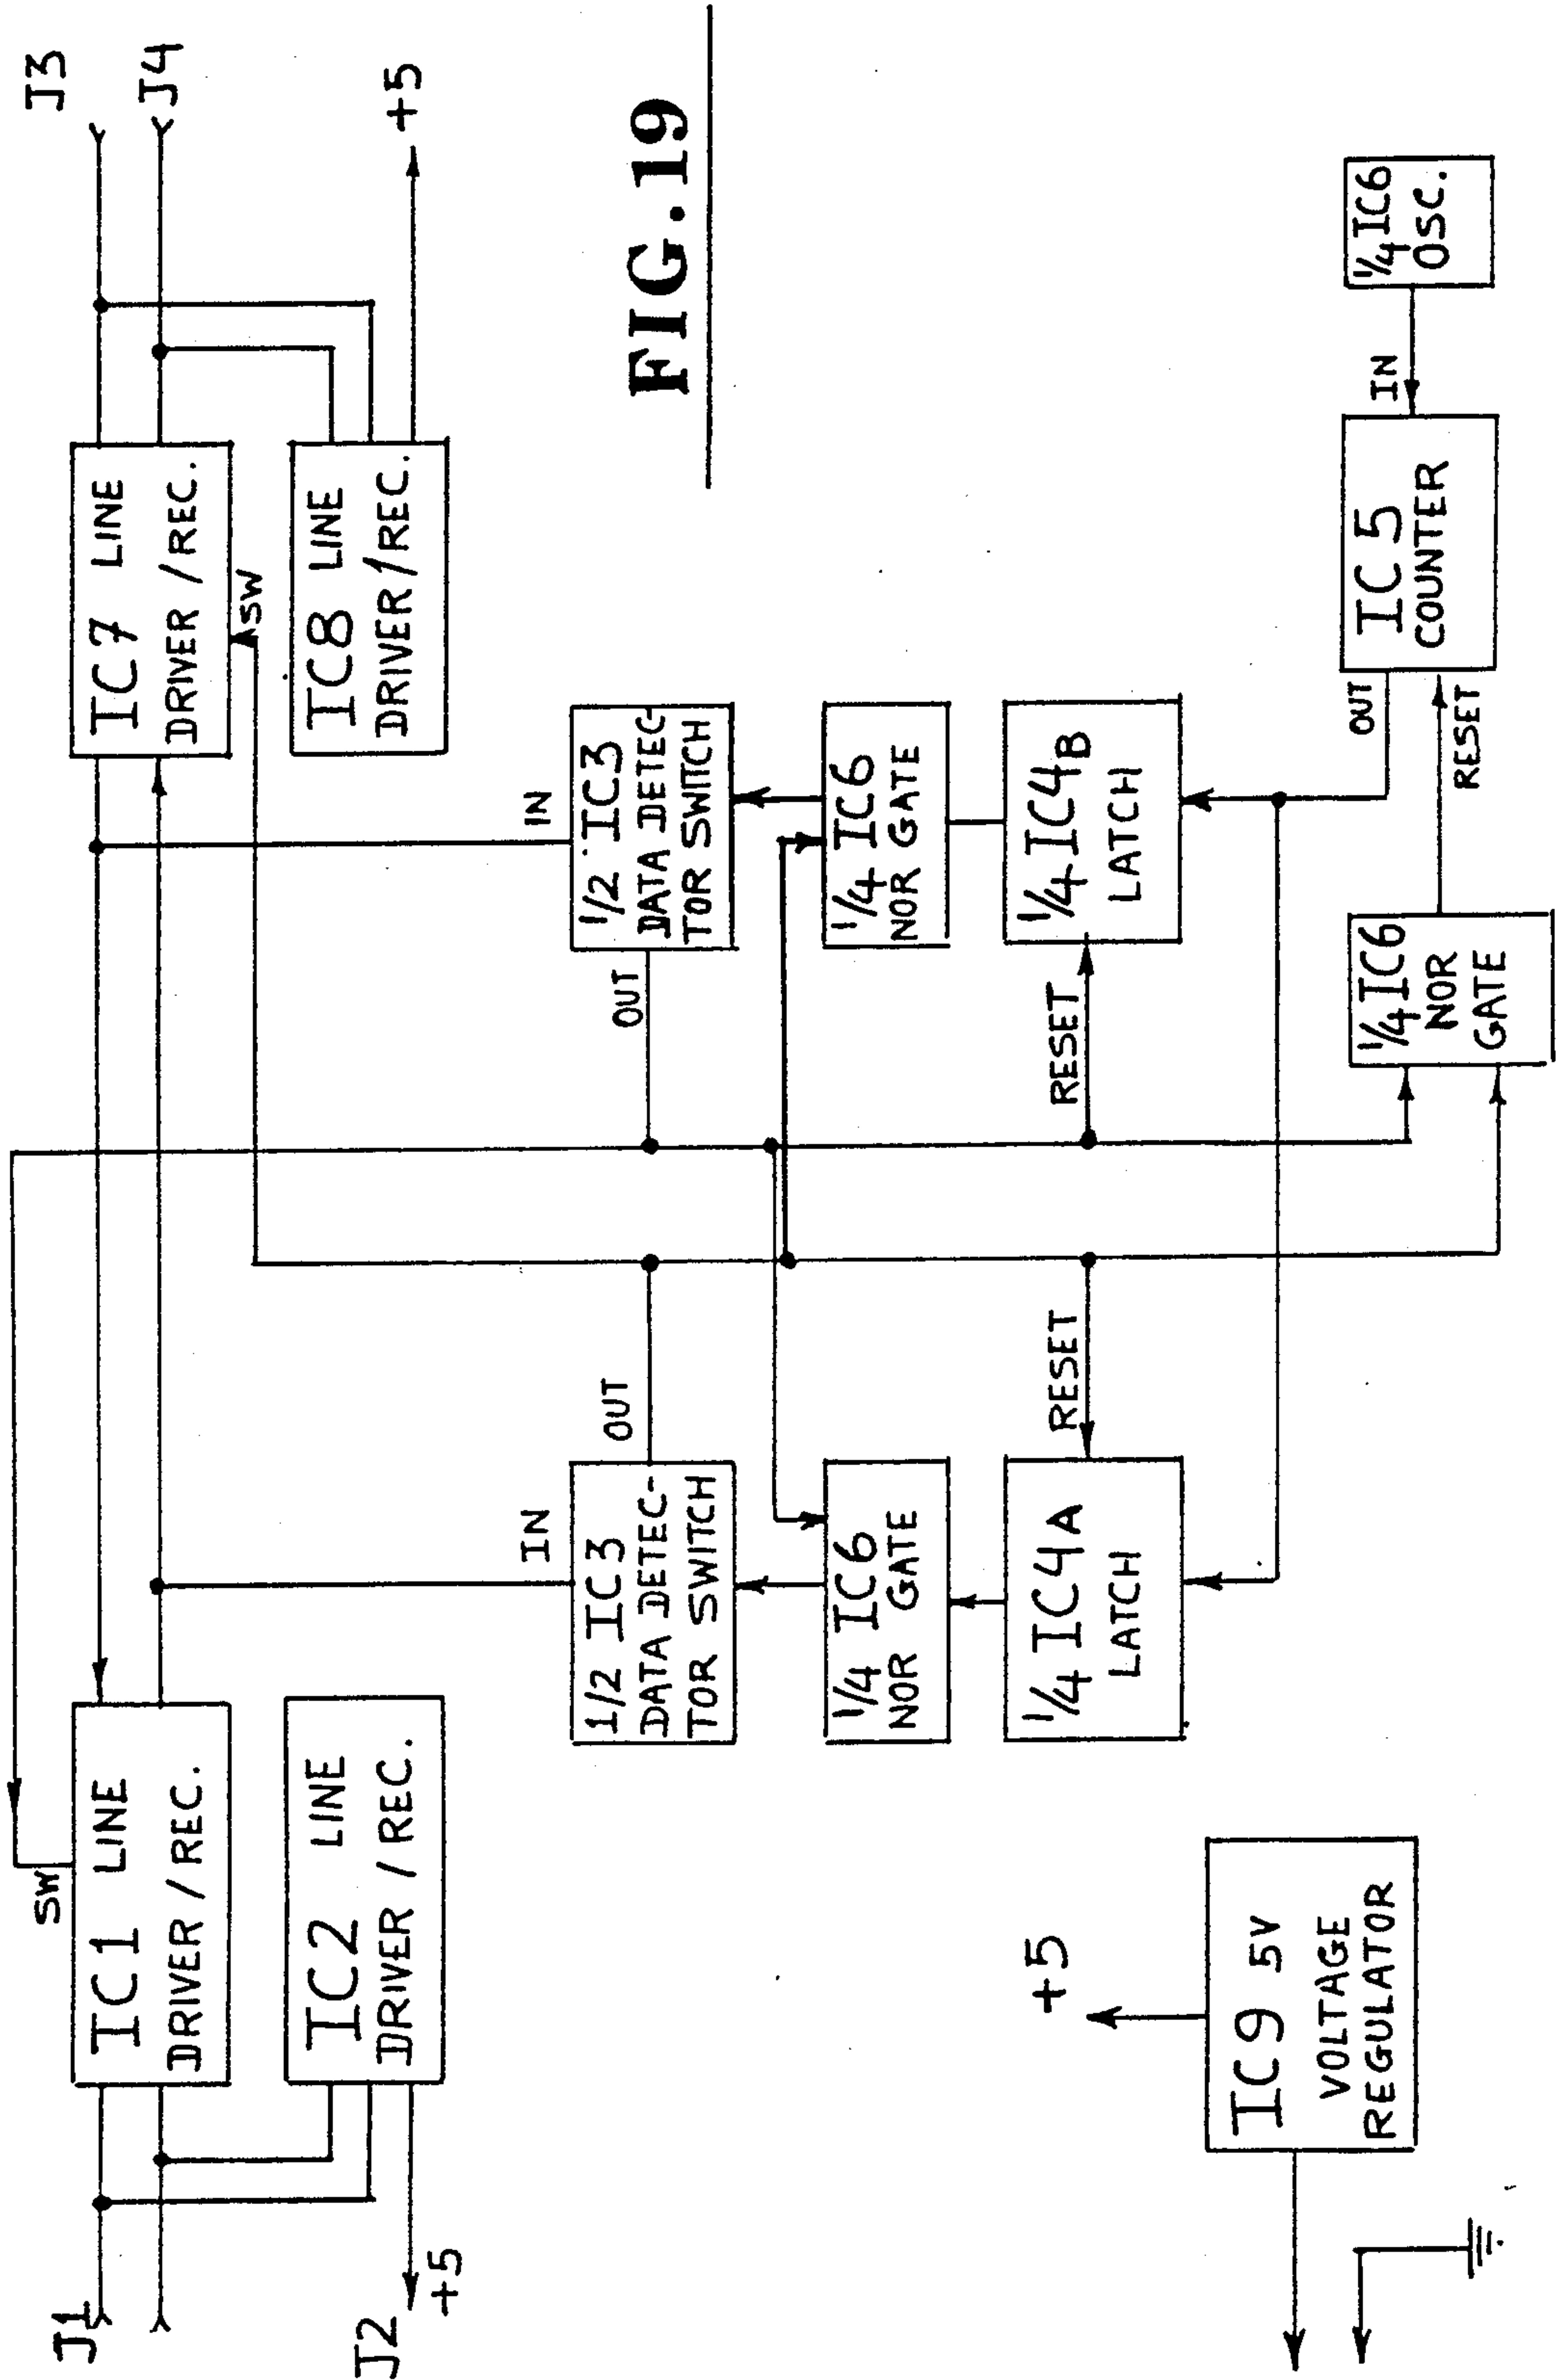 J1
J2
+5
SW
IC1 LINE
DRIVER / REC.
IC2 LINE
DRIVER / REC.
IC7 LINE
DRIVER / REC.
SW
IC8 LINE
DRIVER / REC.
J3
J4
+5
IN
1/2 IC3
DATA DETEC-
TOR SWITCH
OUT
IN
1/2 IC3
DATA DETEC-
TOR SWITCH
OUT
1/4 IC6
NOR GATE
1/4 IC6
NOR GATE
1/4 IC4A
LATCH
RESET
RESET
1/4 IC4B
LATCH
FIG.19
+5
IC9 5V
VOLTAGE
REGULATOR
1/4 IC6
NOR
GATE
RESET
OUT
IC5
COUNTER
IN
1/4 IC6
OSC.